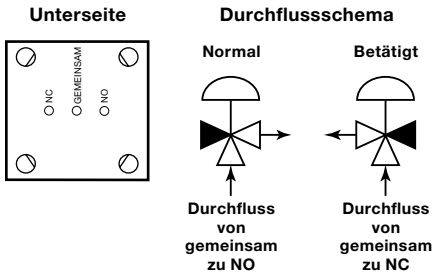 Unterseite
NC
GEMEINSAM
NO
Durchflussschema
Normal
Durchfluss
von
gemeinsam
zu NO
Betätigt
Durchfluss
von
gemeinsam
zu NC